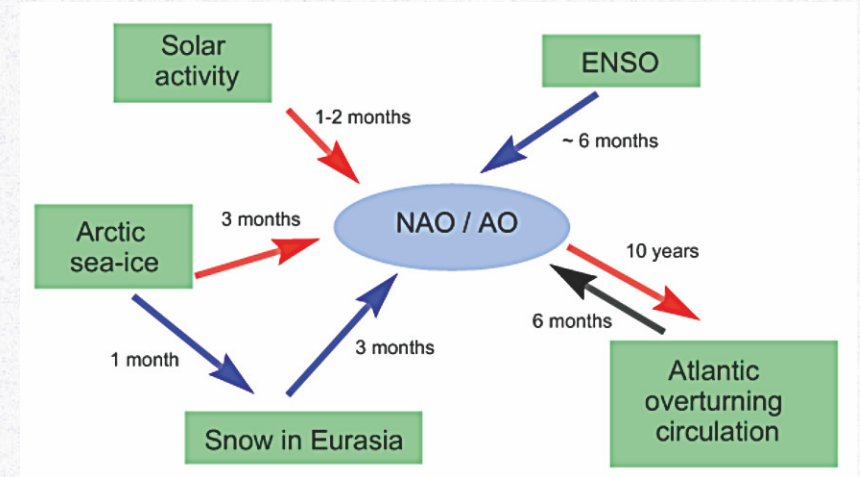 Solar
activity
ENSO
1-2 months
~ 6 months
Arctic
sea-ice
3 months
NAO / AO
10 years
6 months
1 month
3 months
Atlantic
overturning
circulation
Snow in Eurasia